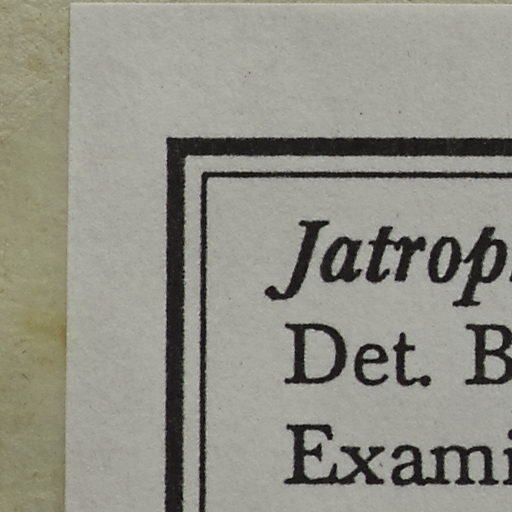 Jatrop
Det. B
Exami